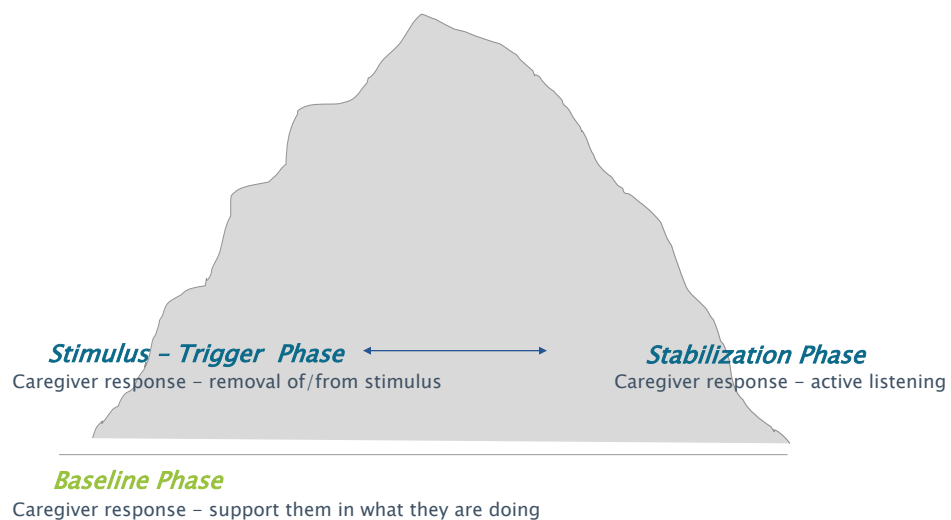 Stimulus – Trigger Phase
Caregiver response – removal of/from stimulus
Stabilization Phase
Caregiver response – active listening
Baseline Phase
Caregiver response – support them in what they are doing